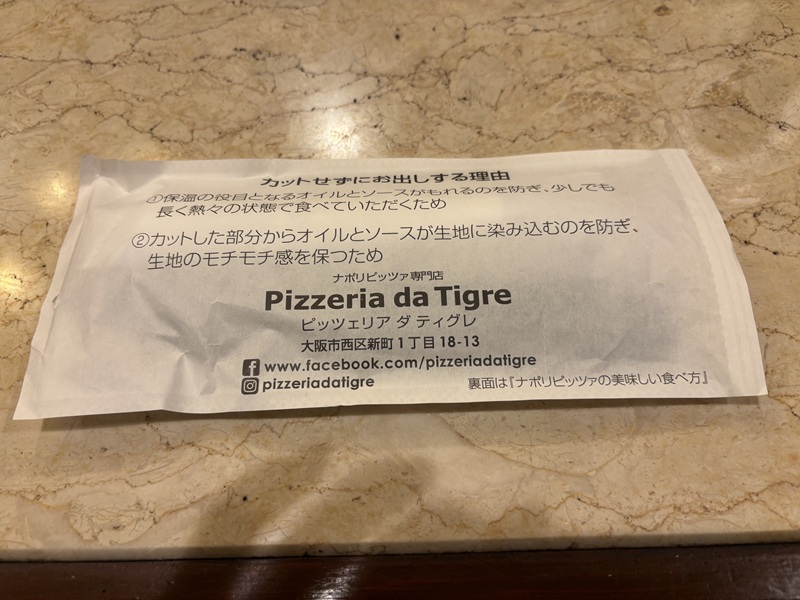 カットせずにお出しする理由
①保温の役目となるオイルとソースがもれるのを防ぎ、少しでも
長く熱々の状態で食べていただくため
②カットした部分からオイルとソースが生地に染み込むのを防ぎ、
生地のモチモチ感を保つため
ナポリピッツァ専門店
Pizzeria da Tigre
ピッツェリア ダ ティグレ
大阪市西区新町1丁目18-13
www.facebook.com/pizzeriadatigre
pizzeriadatigre
裏面は『ナポリピッツァの美味しい食べ方』